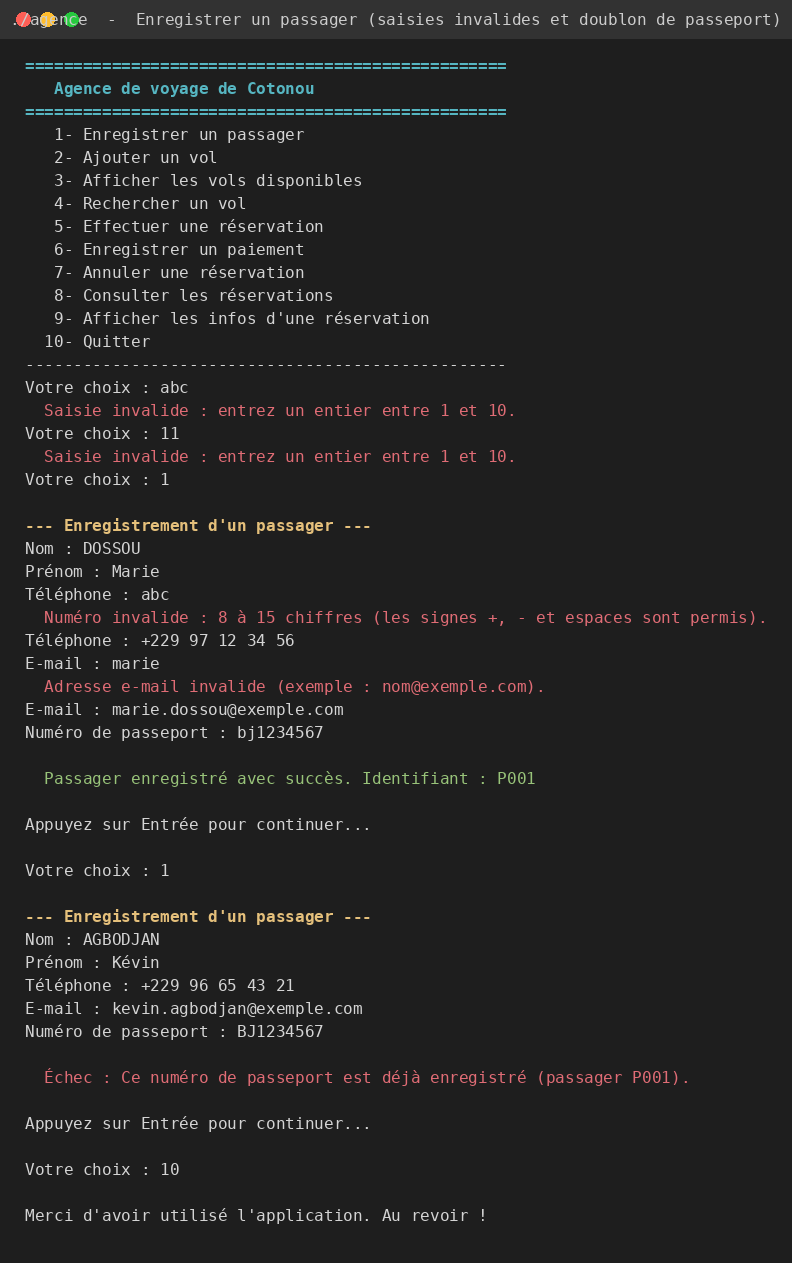 ./agence  -  Enregistrer un passager (saisies invalides et doublon de passeport)
==================================================
   Agence de voyage de Cotonou
==================================================
   1- Enregistrer un passager
   2- Ajouter un vol
   3- Afficher les vols disponibles
   4- Rechercher un vol
   5- Effectuer une réservation
   6- Enregistrer un paiement
   7- Annuler une réservation
   8- Consulter les réservations
   9- Afficher les infos d'une réservation
  10- Quitter
--------------------------------------------------
Votre choix : abc
  Saisie invalide : entrez un entier entre 1 et 10.
Votre choix : 11
  Saisie invalide : entrez un entier entre 1 et 10.
Votre choix : 1
--- Enregistrement d'un passager ---
Nom : DOSSOU
Prénom : Marie
Téléphone : abc
  Numéro invalide : 8 à 15 chiffres (les signes +, - et espaces sont permis).
Téléphone : +229 97 12 34 56
E-mail : marie
  Adresse e-mail invalide (exemple : nom@exemple.com).
E-mail : marie.dossou@exemple.com
Numéro de passeport : bj1234567
  Passager enregistré avec succès. Identifiant : P001
Appuyez sur Entrée pour continuer...
Votre choix : 1
--- Enregistrement d'un passager ---
Nom : AGBODJAN
Prénom : Kévin
Téléphone : +229 96 65 43 21
E-mail : kevin.agbodjan@exemple.com
Numéro de passeport : BJ1234567
  Échec : Ce numéro de passeport est déjà enregistré (passager P001).
Appuyez sur Entrée pour continuer...
Votre choix : 10
Merci d'avoir utilisé l'application. Au revoir !